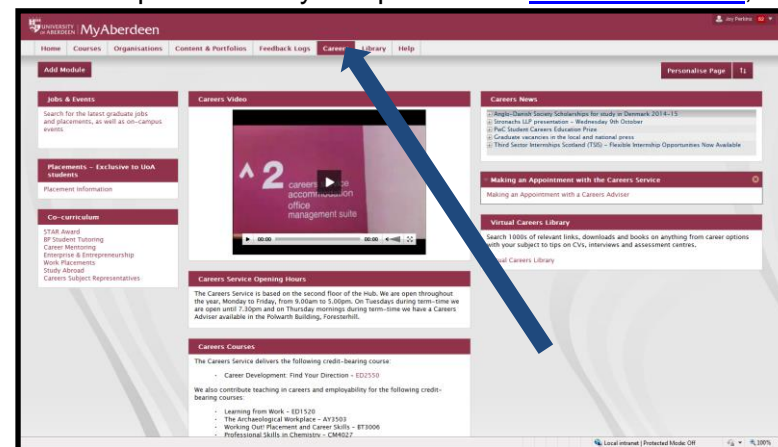 UNIVERSITY OF ABERDEEN MyAberdeen
Joy Perkins 62
Home Courses Organisations Content & Portfolios Feedback Logs Careers Library Help
Add Module
Personalise Page
Jobs & Events
Search for the latest graduate jobs
and placements, as well as on-campus
events
Placements - Exclusive to UoA
students
Placement Information
Co-curriculum
STAR Award
BP Student Tutoring
Career Mentoring
Enterprise & Entrepreneurship
Work Placements
Study Abroad
Careers Subject Representatives
Careers Video
2
careers service
accommodation
office
management suite
00:00 00:00
Careers Service Opening Hours
The Careers Service is based on the second floor of the Hub. We are open throughout
the year, Monday to Friday, from 9.00am to 5.00pm. On Tuesdays during term-time we
are open until 7.30pm and on Thursday mornings during term-time we have a Careers
Adviser available in the Polwarth Building, Foresterhill.
Careers Courses
The Careers Service delivers the following credit-bearing course:
- Career Development: Find Your Direction - ED2550
We also contribute teaching in careers and employability for the following credit-
bearing courses:
- Learning from Work - ED1520
- The Archaeological Workplace - AY3503
- Working Out! Placement and Career Skills - BT3006
- Professional Skills in Chemistry - CM4027
Careers News
Anglo-Danish Society Scholarships for study in Denmark 2014-15
Simnachs LLP presentation - Wednesday 9th October
PwC Student Careers Education Prize
Graduate vacancies in the local and national press
Third Sector Internships Scotland (TSIS) - Flexible Internship Opportunities Now Available
Making an Appointment with the Careers Service
Making an Appointment with a Careers Adviser
Virtual Careers Library
Search 1000s of relevant links, downloads and books on anything from career options
with your subject to tips on CVs, interviews and assessment centres.
Virtual Careers Library
Local intranet | Protected Mode: Off
100%